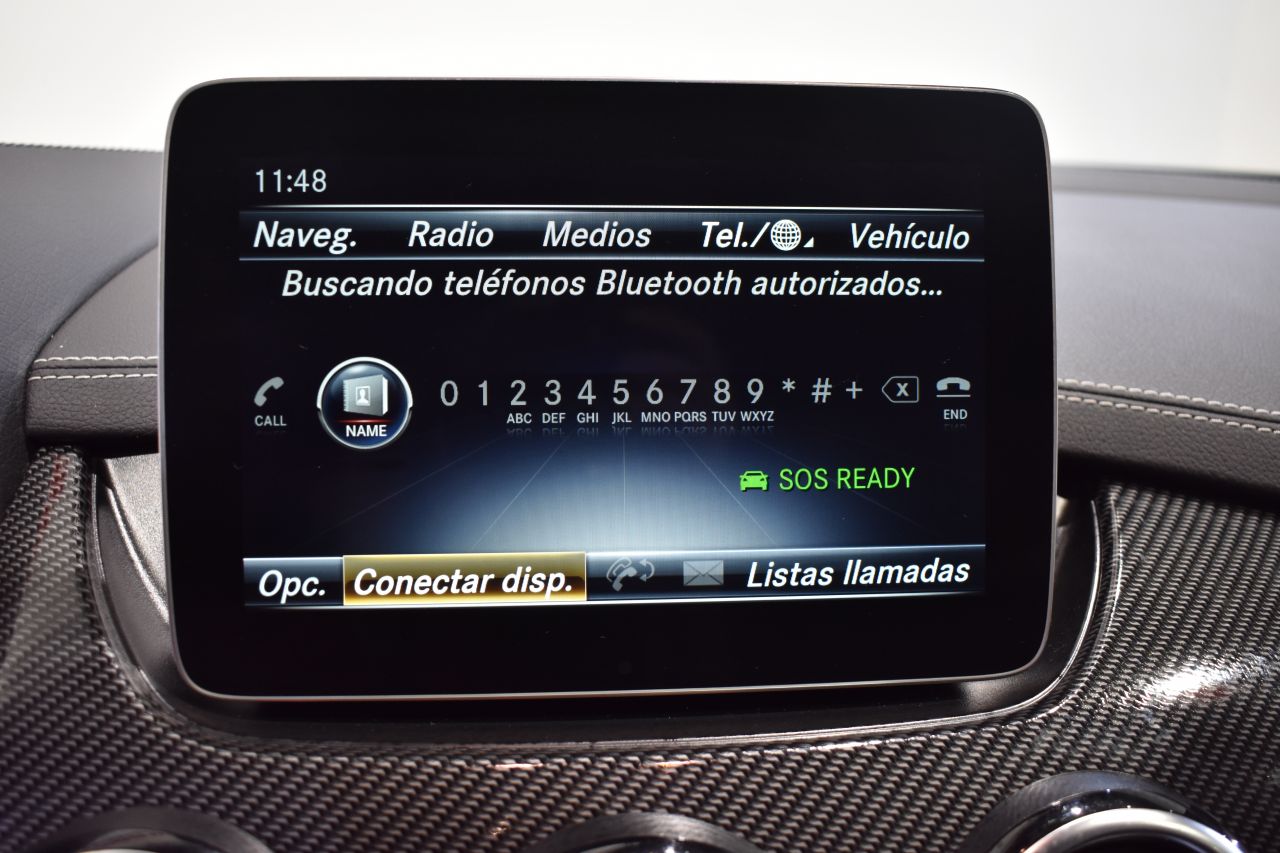 11:48
Naveg. Radio Medios Tel./ Vehículo
Buscando teléfonos Bluetooth autorizados...
CALL NAME 0 1 2 3 4 5 6 7 8 9 * # + X END
ABC DEF GHI JKL MNO PQRS TUV WXYZ
SOS READY
Opc. Conectar disp. Listas llamadas